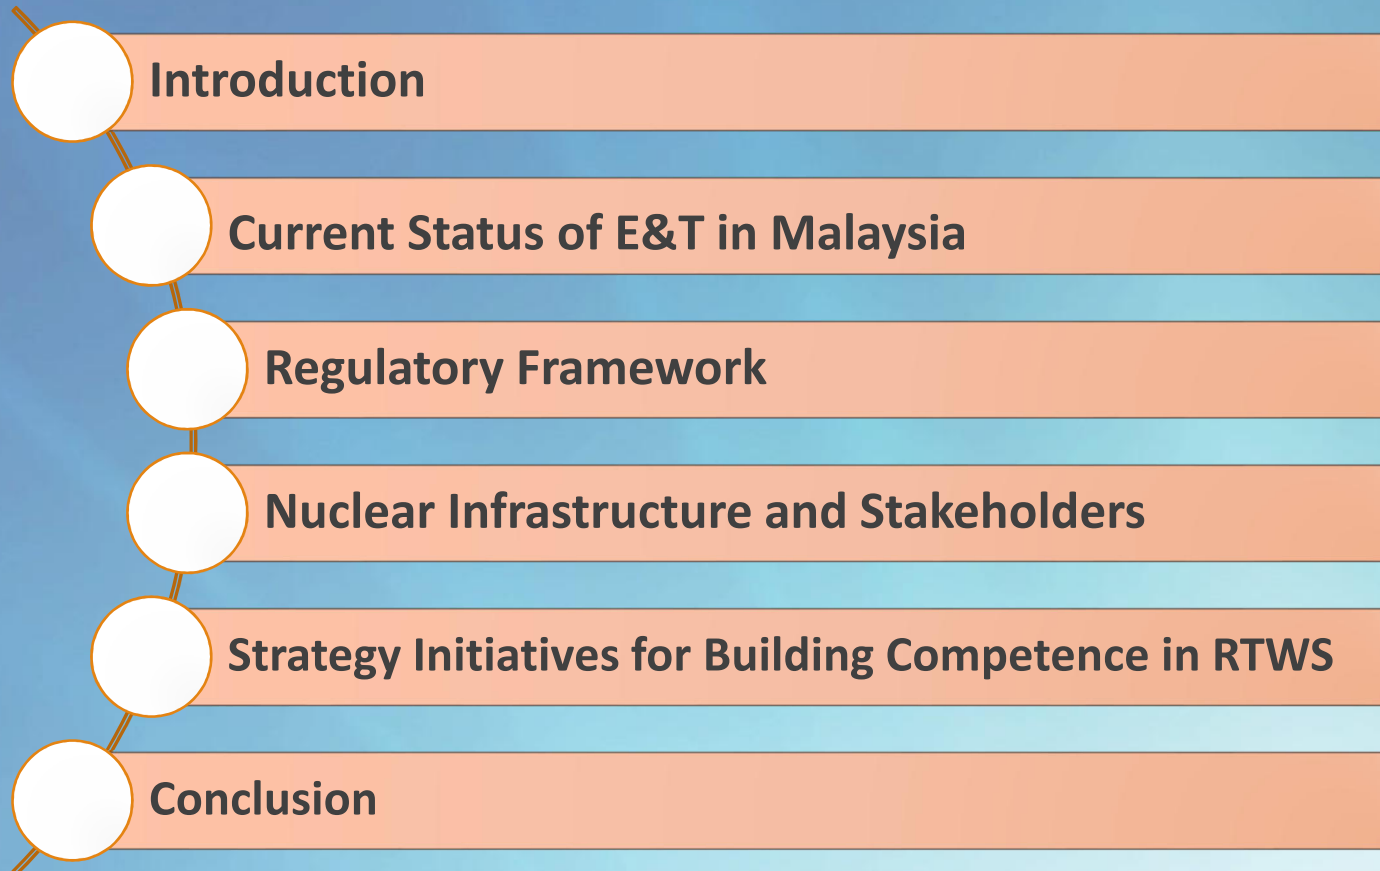 Introduction
Current Status of E&T in Malaysia
Regulatory Framework
Nuclear Infrastructure and Stakeholders
Strategy Initiatives for Building Competence in RTWS
Conclusion